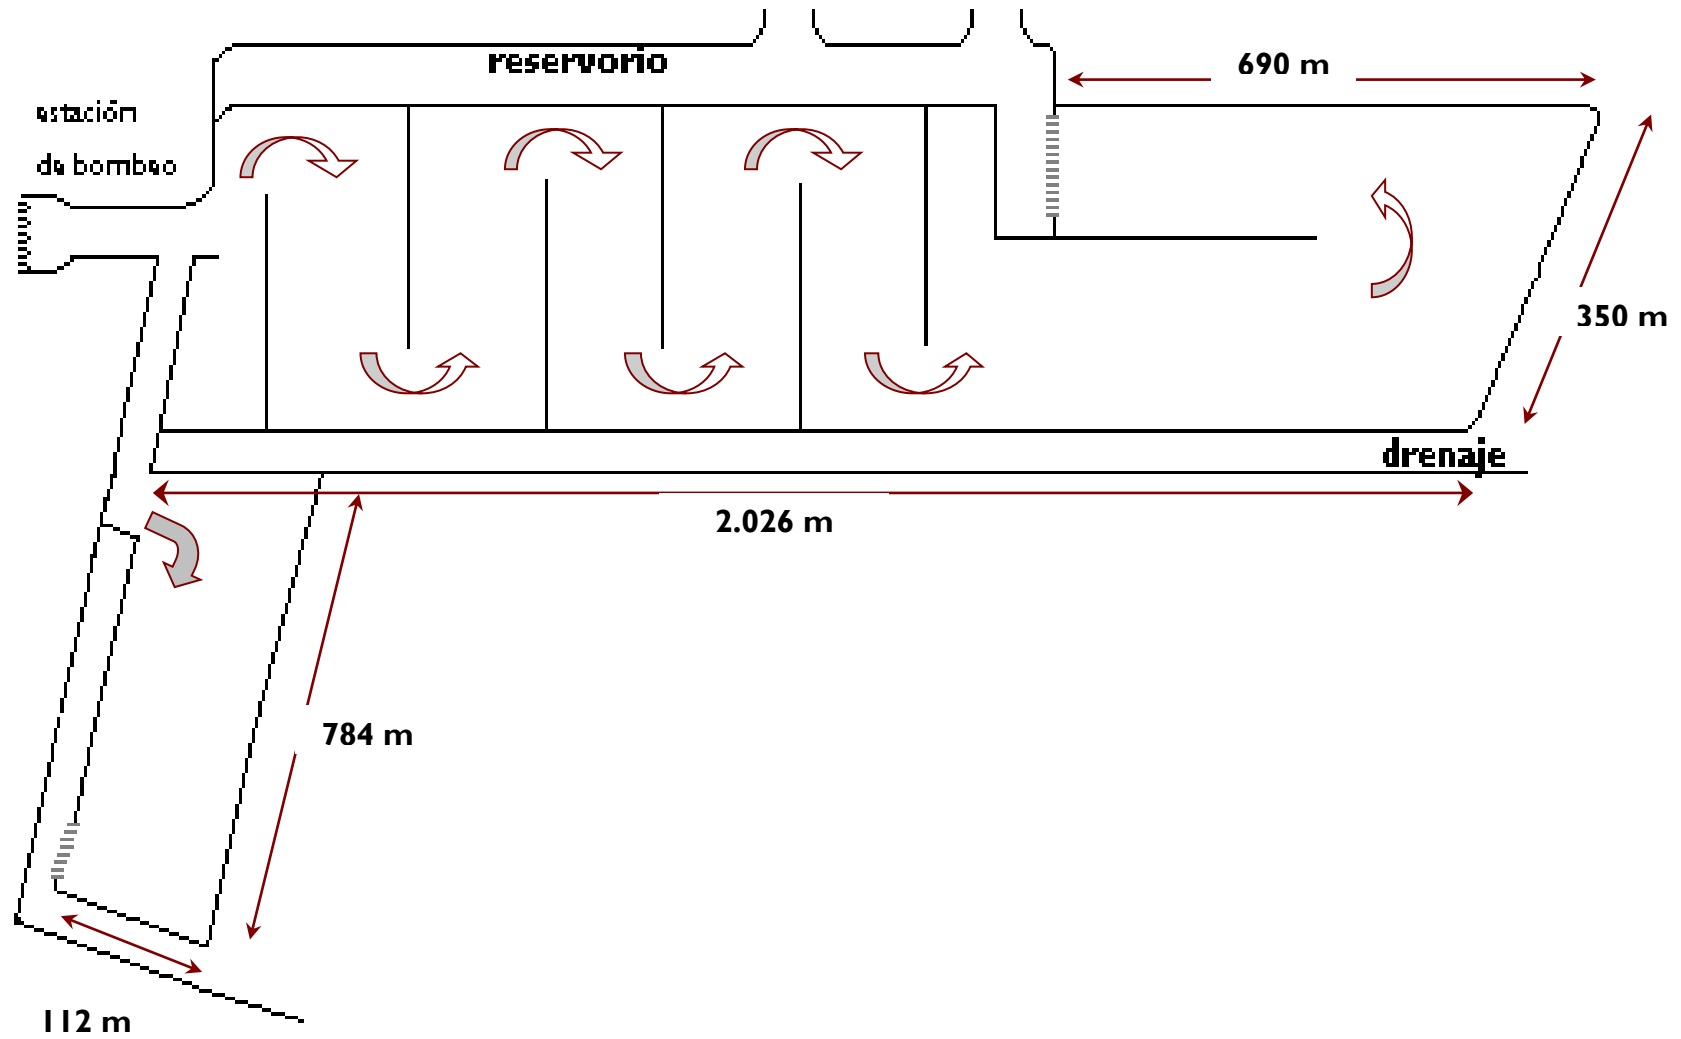 reservorio
690 m
estación
de bombeo
350 m
drenaje
2.026 m
784 m
112 m